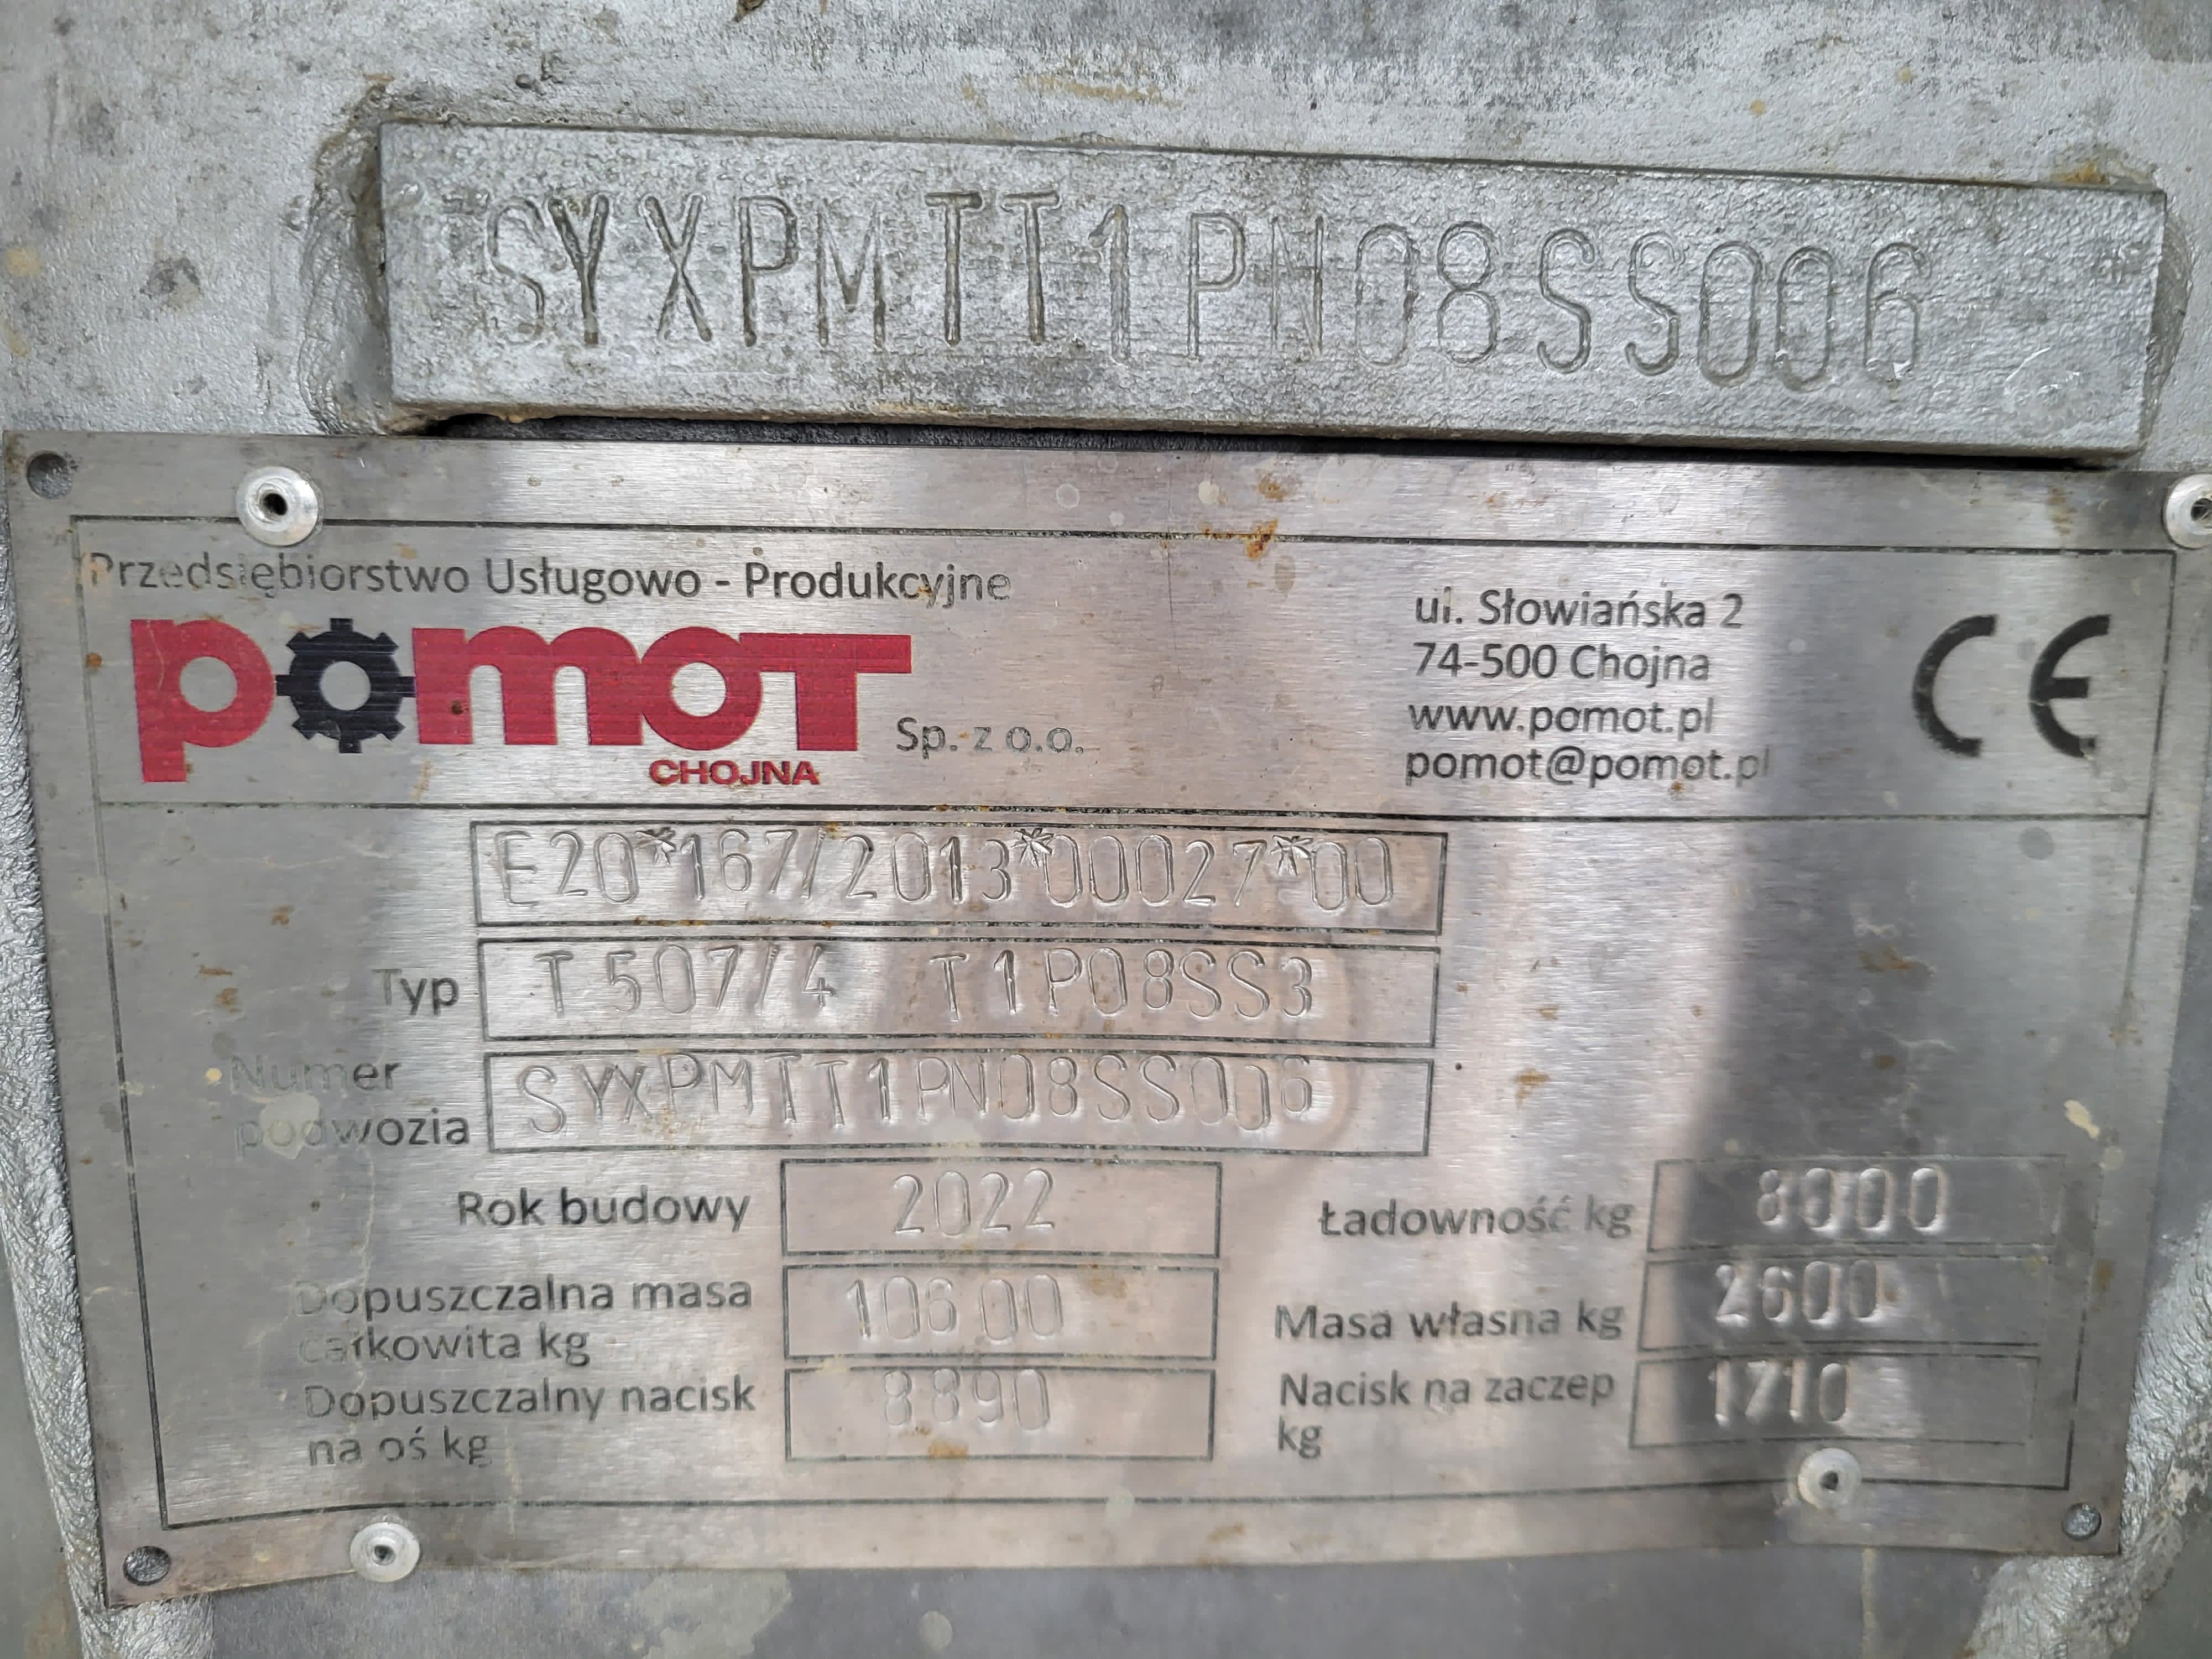 SYXPMTT1PN08SS006
Przedsiębiorstwo Usługowo - Produkcyjne
POMOT
CHOJNA
Sp. z o.o.
ul. Słowiańska 2
74-500 Chojna
www.pomot.pl
pomot@pomot.pl
CE
E20*167/2013*00027*00
Typ T 507/4 T1P08SS3
Numer podwozia SYXPMTT1PN08SS006
Rok budowy 2022
Ładowność kg 8000
Dopuszczalna masa
całkowita kg 10600
Masa własna kg 2600
Dopuszczalny nacisk
na oś kg 8890
Nacisk na zaczep
kg 1710